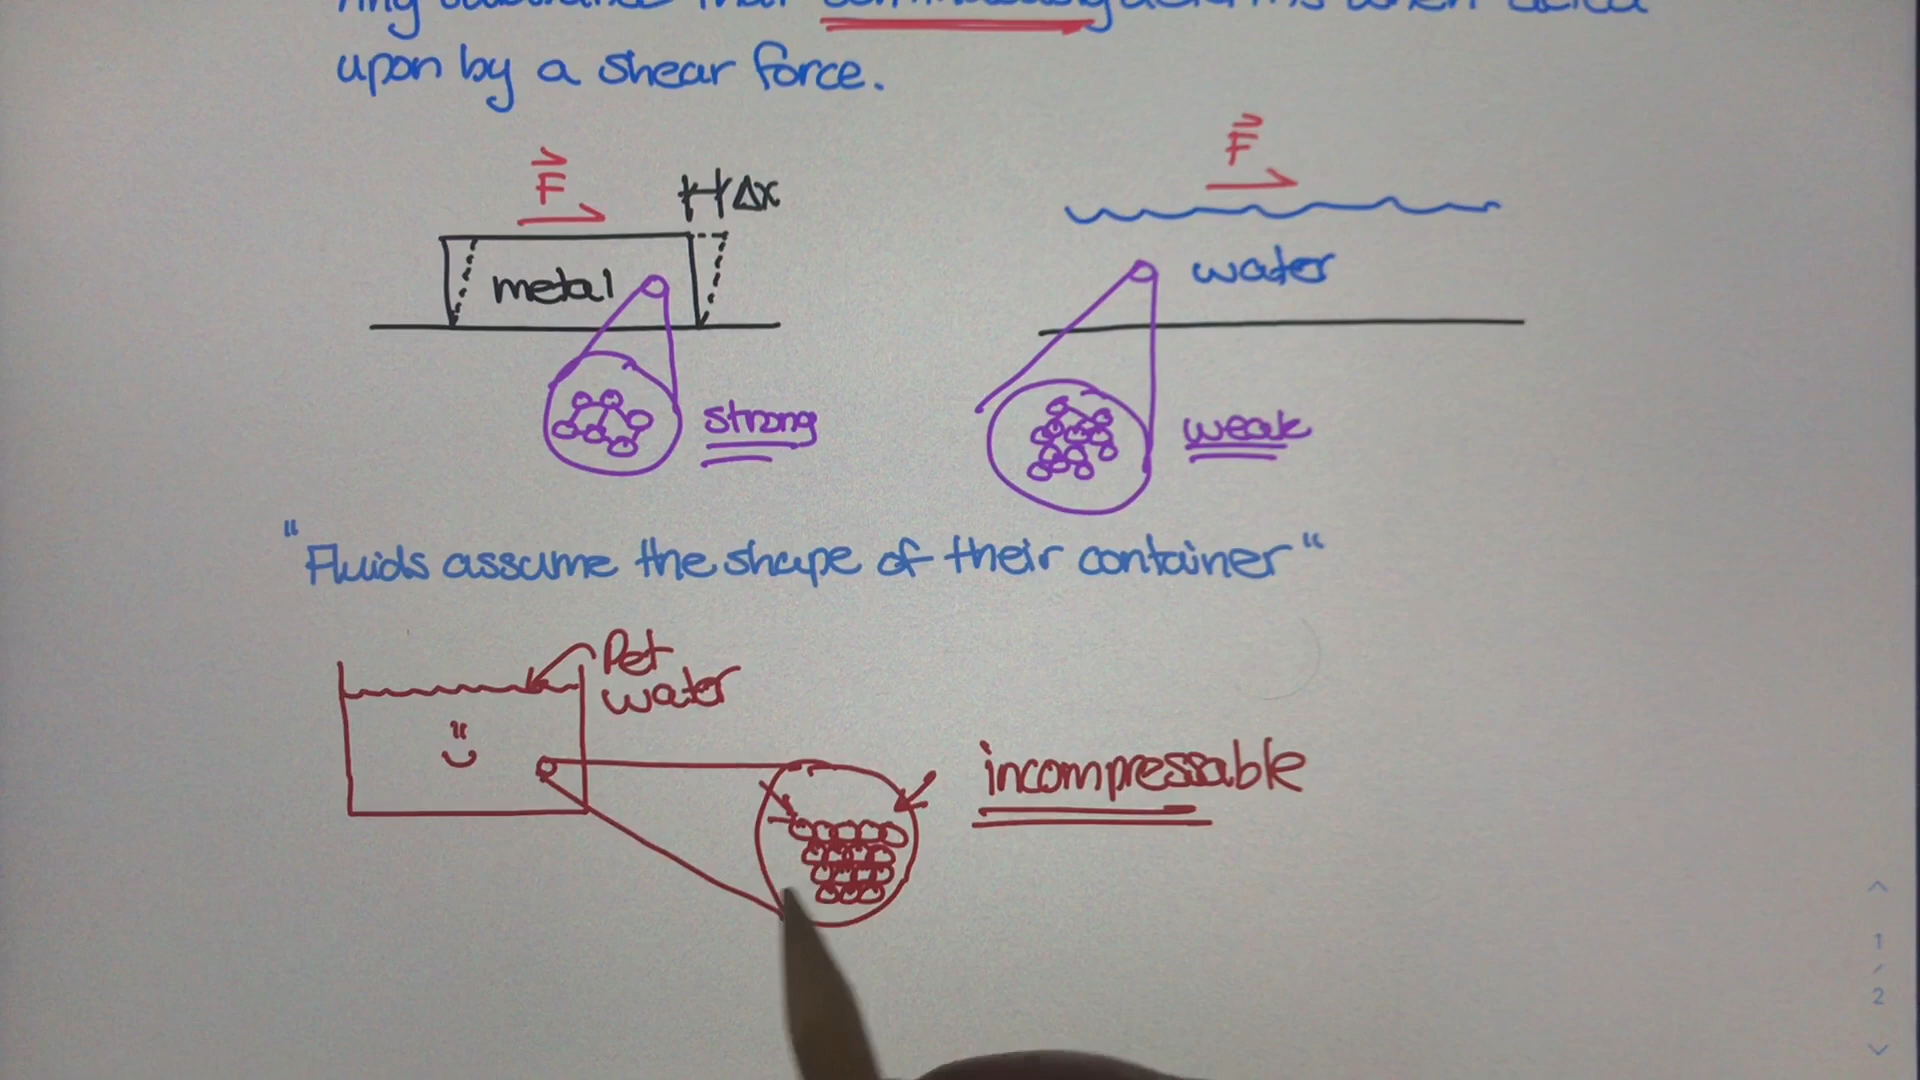 upon by a shear force.
F
Δx
F
metal
water
strong
weak
"Fluids assume the shape of their container"
Pet
water
incompressable
1
/
2